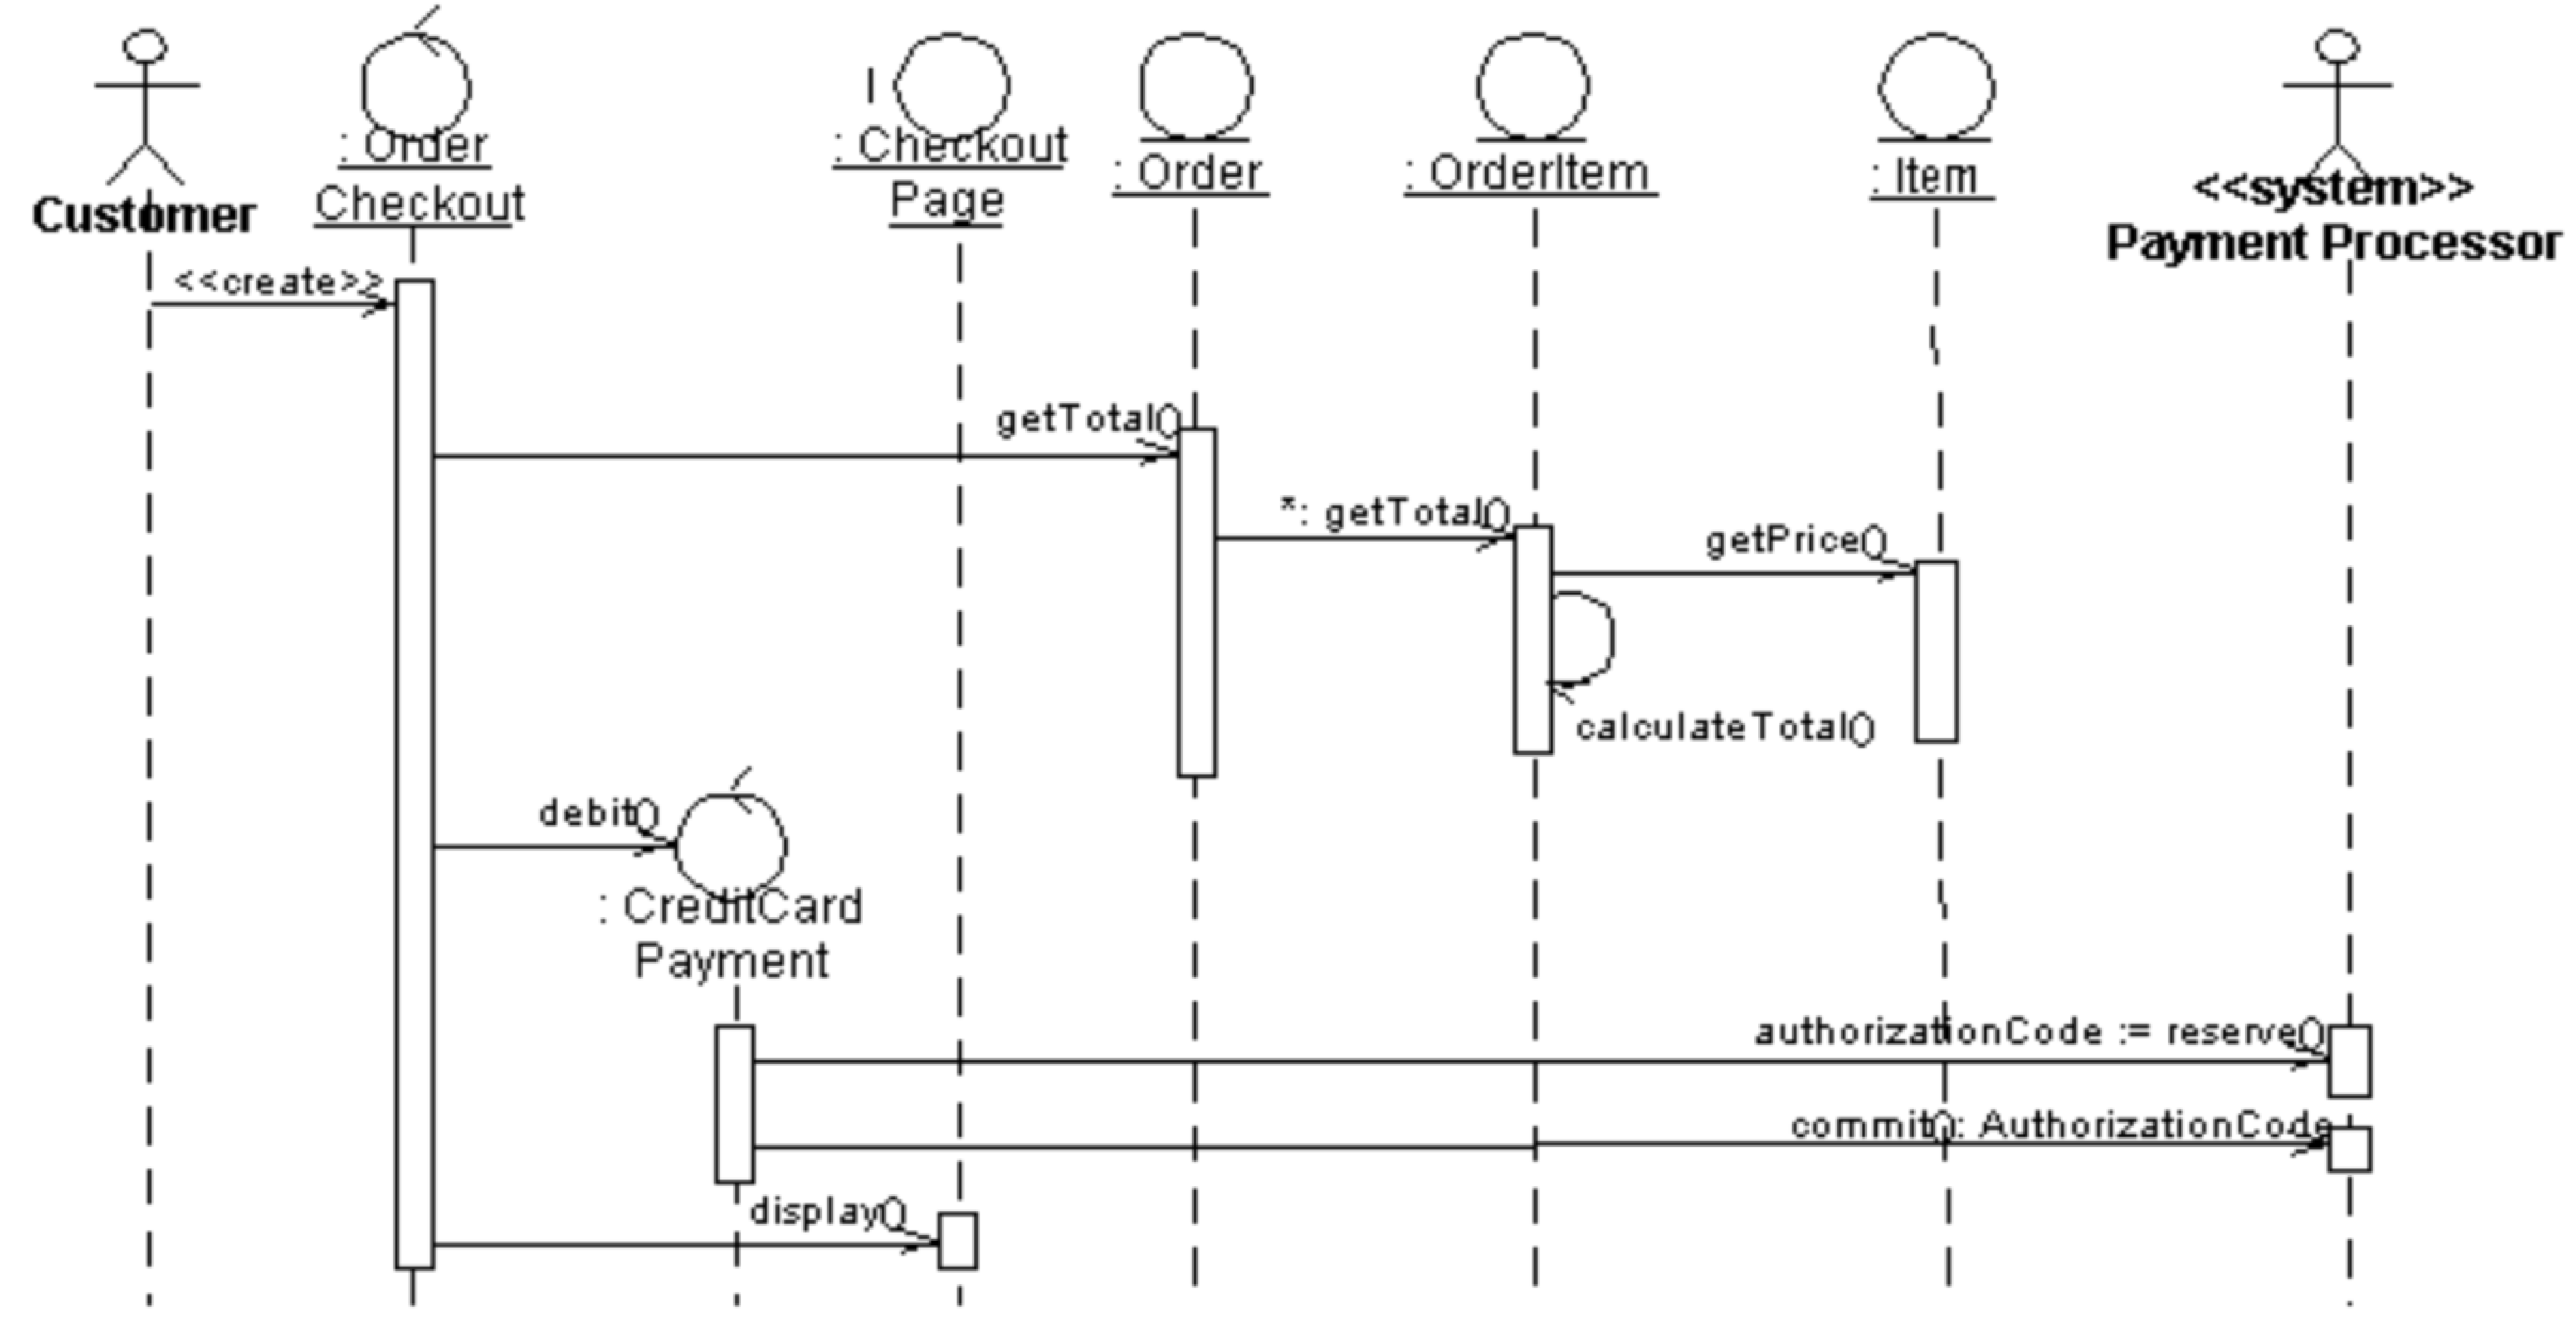 : Order
Checkout
: Checkout
Page
: Order
: OrderItem
: Item
<<system>>
Payment Processor
Customer
<<create>>
getTotal()
*: getTotal()
getPrice()
calculateTotal()
debit()
: CreditCard
Payment
authorizationCode := reserve()
commit(): AuthorizationCode
display()